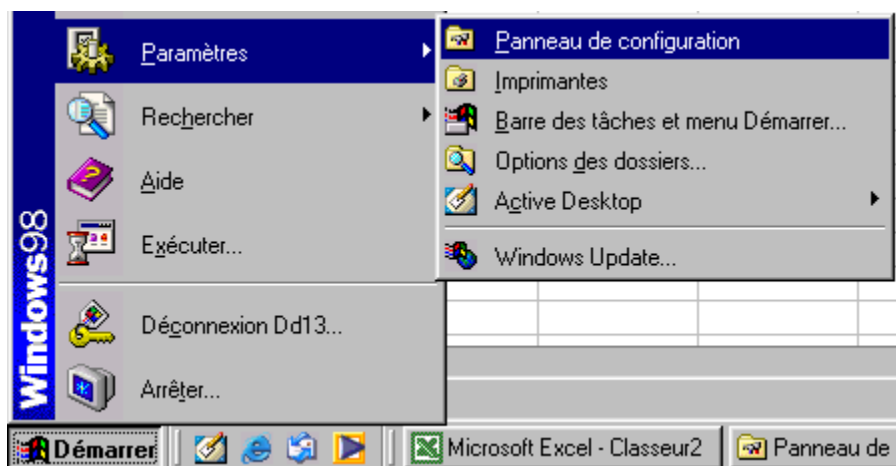 Paramètres
Rechercher
Aide
Exécuter...
Déconnexion Dd13...
Arrêter...
Windows98
Panneau de configuration
Imprimantes
Barre des tâches et menu Démarrer...
Options des dossiers...
Active Desktop
Windows Update...
Démarrer
Microsoft Excel - Classeur2
Panneau de